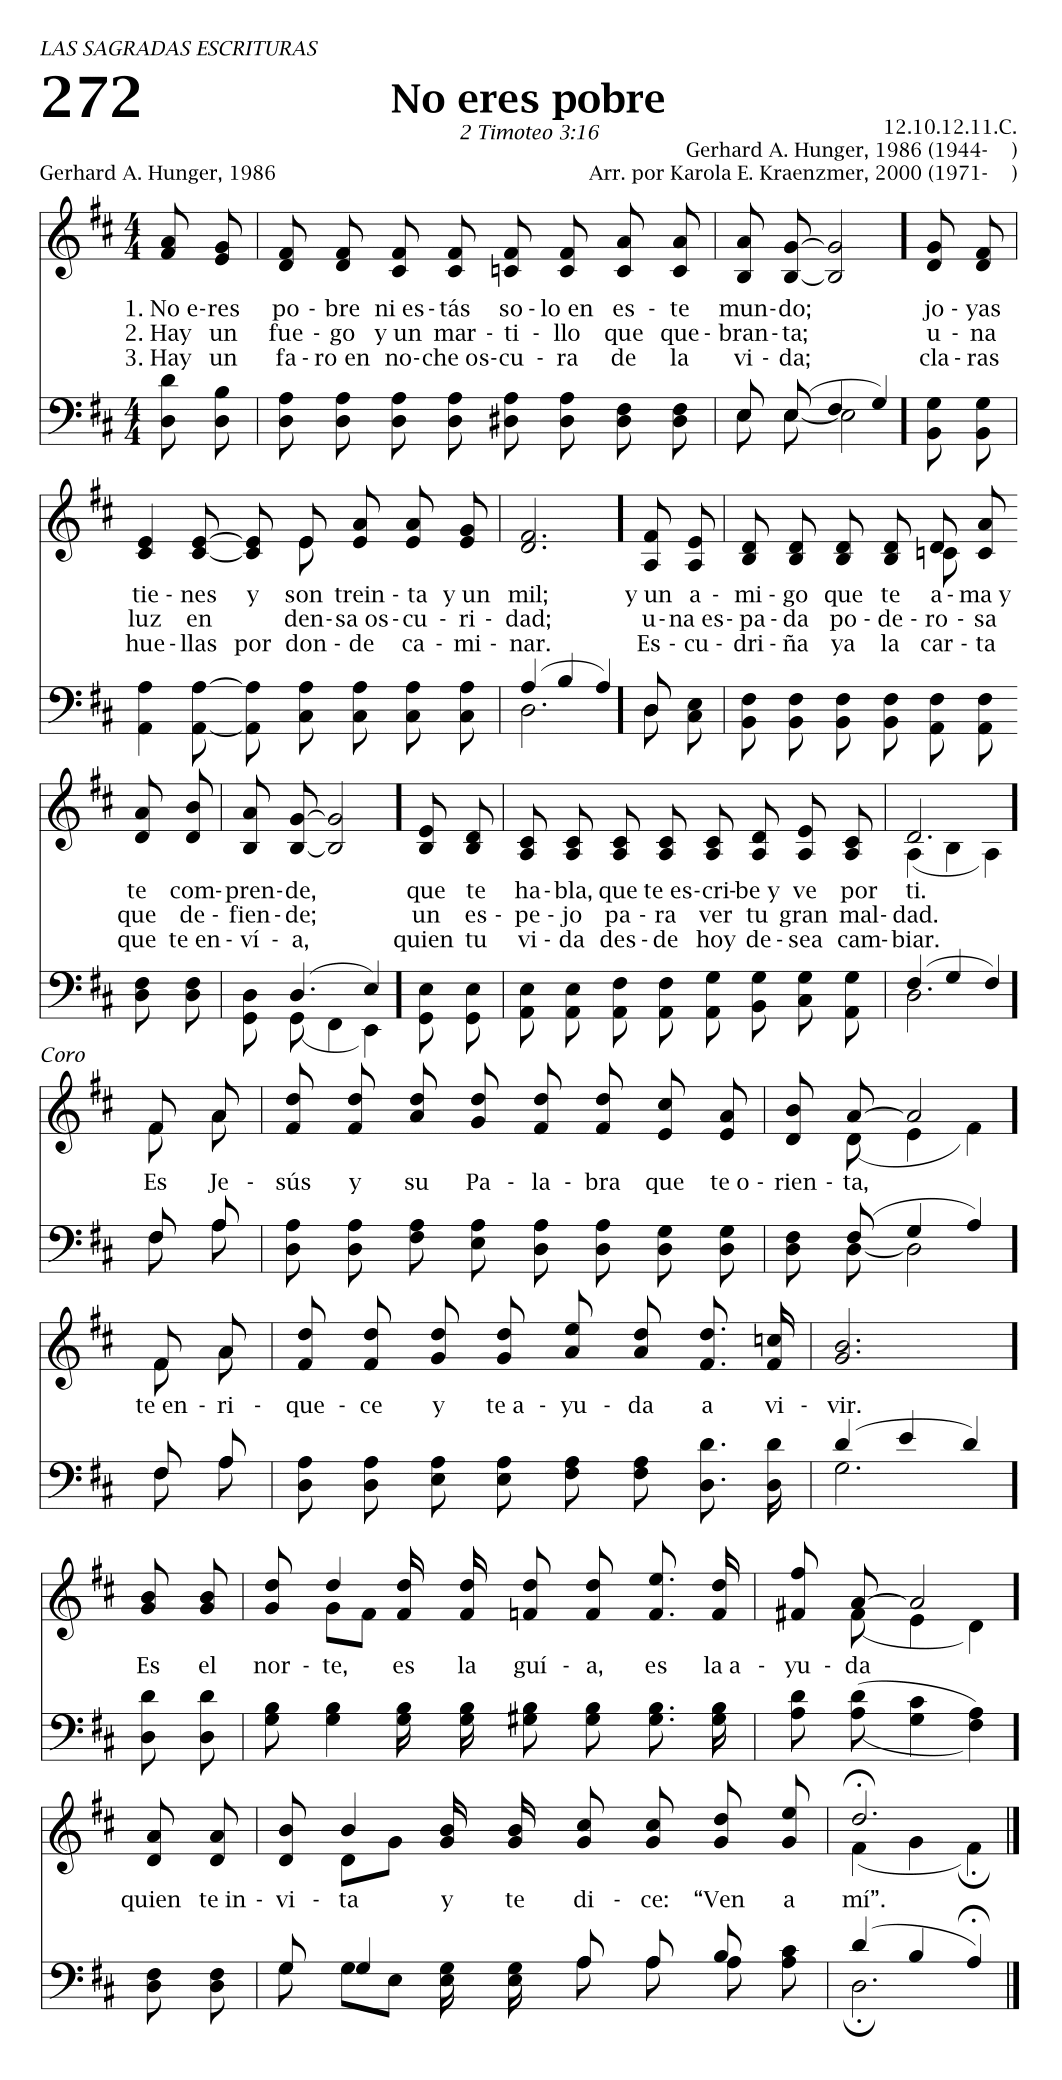 LAS SAGRADAS ESCRITURAS
272
No eres pobre
2 Timoteo 3:16
12.10.12.11.C.
Gerhard A. Hunger, 1986 (1944-    )
Gerhard A. Hunger, 1986
Arr. por Karola E. Kraenzmer, 2000 (1971-    )
1. No e-res po - bre ni es-tás so - lo en es - te mun-do; jo - yas
2. Hay un fue - go y un mar - ti - llo que que - bran-ta; u - na
3. Hay un fa - ro en no-che os-cu - ra de la vi - da; cla - ras
tie - nes y son trein - ta y un mil; y un a - mi - go que te a - ma y
luz en den-sa os - cu - ri - dad; u - na es - pa - da po - de - ro - sa
hue - llas por don - de ca - mi - nar. Es - cu - dri - ña ya la car - ta
te com-pren-de, que te ha-bla, que te es-cri-be y ve por ti.
que de - fien - de; un es - pe - jo pa - ra ver tu gran mal-dad.
que te en - ví - a, quien tu vi - da des - de hoy de - sea cam-biar.
Coro
Es Je - sús y su Pa - la - bra que te o - rien - ta,
te en - ri - que - ce y te a - yu - da a vi - vir.
Es el nor - te, es la guí - a, es la a - yu - da
quien te in - vi - ta y te di - ce: “Ven a mí”.